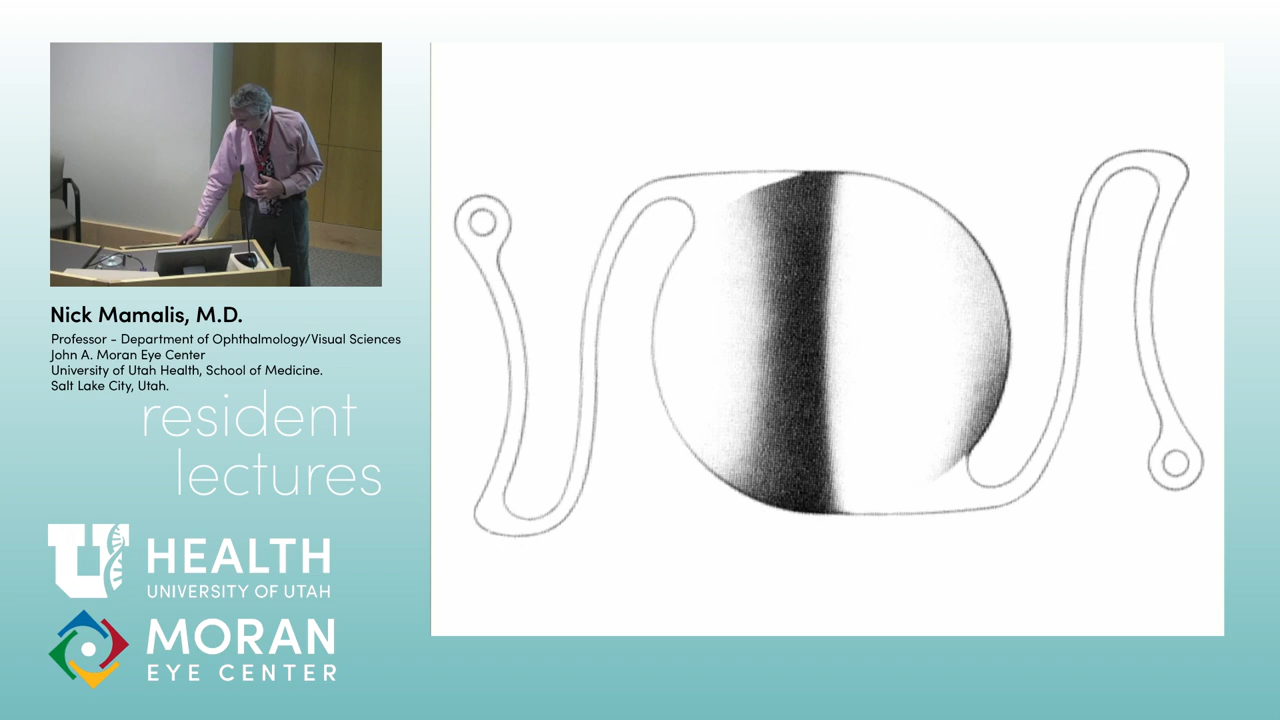 Nick Mamalis, M.D.
Professor - Department of Ophthalmology/Visual Sciences
John A. Moran Eye Center
University of Utah Health, School of Medicine.
Salt Lake City, Utah.
resident
lectures
U HEALTH
UNIVERSITY OF UTAH
MORAN
EYE CENTER